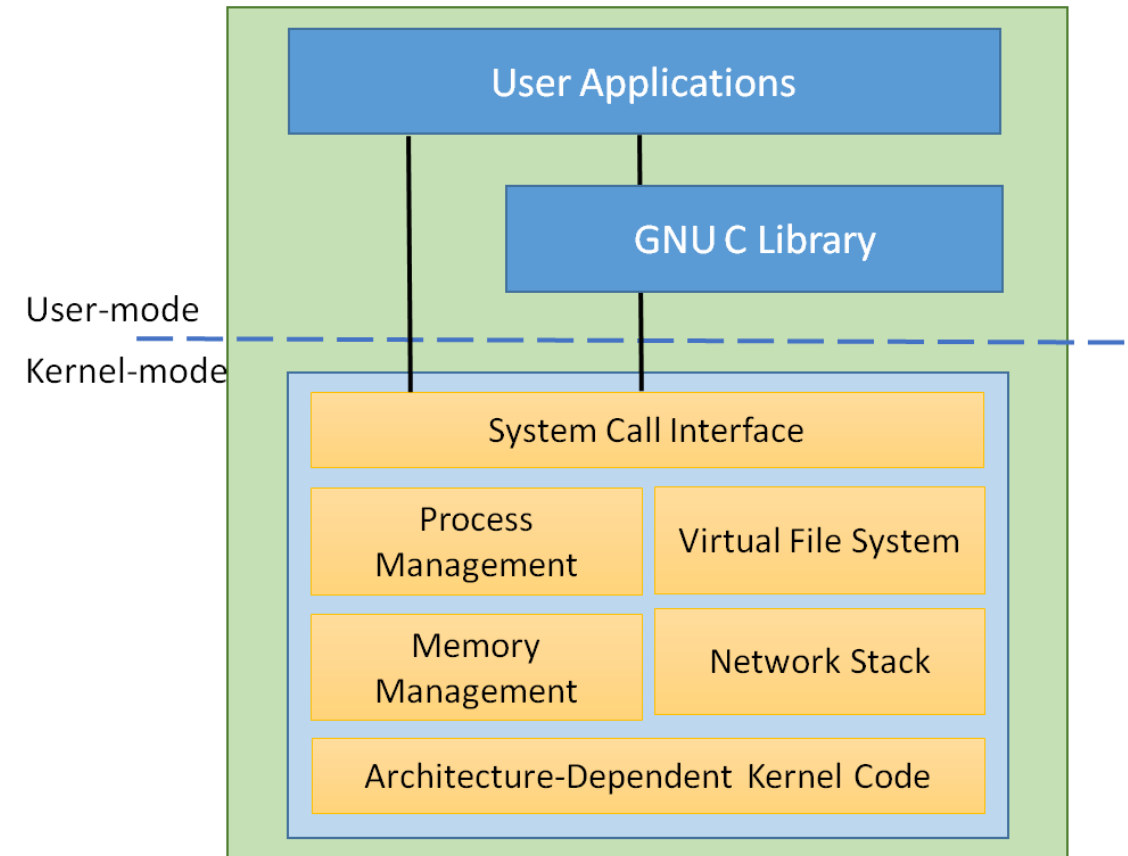 User Applications
GNU C Library
User-mode
Kernel-mode
System Call Interface
Process
Management
Virtual File System
Memory
Management
Network Stack
Architecture-Dependent Kernel Code